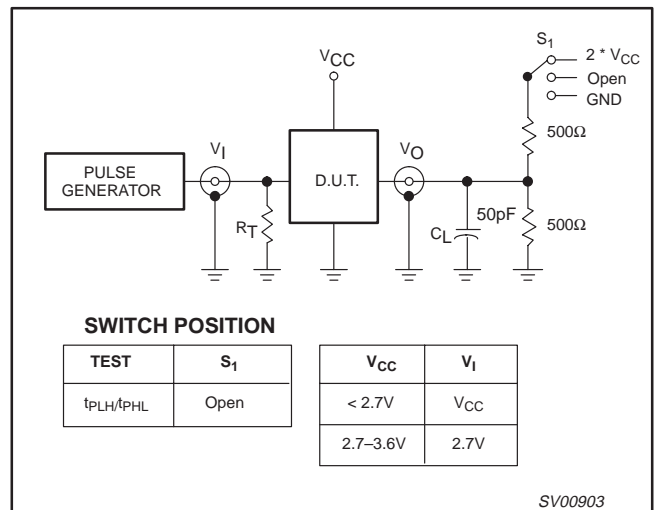 S1
2 * VCC
Open
GND
VCC
500Ω
VI
VO
PULSE
GENERATOR
D.U.T.
RT
50pF
CL
500Ω
SWITCH POSITION
TEST S1
tPLH/tPHL Open
VCC VI
< 2.7V VCC
2.7–3.6V 2.7V
SV00903